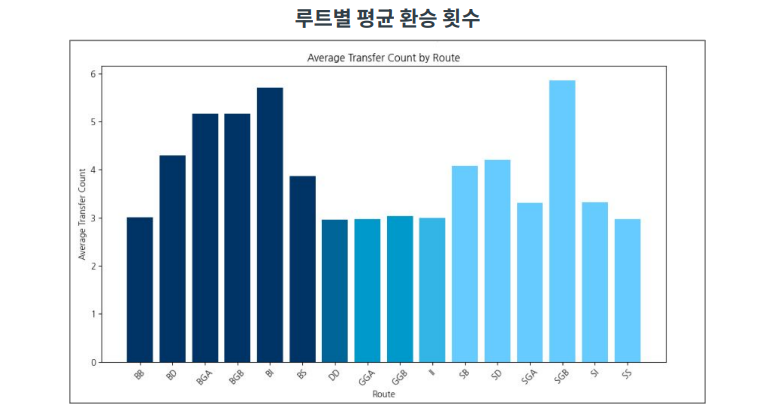 루트별 평균 환승 횟수
Average Transfer Count by Route
Average Transfer Count
6
5
4
3
2
1
0
BB BD BGA BGB BI BS DD GGA GGB II SB SD SGA SGB SI SS
Route